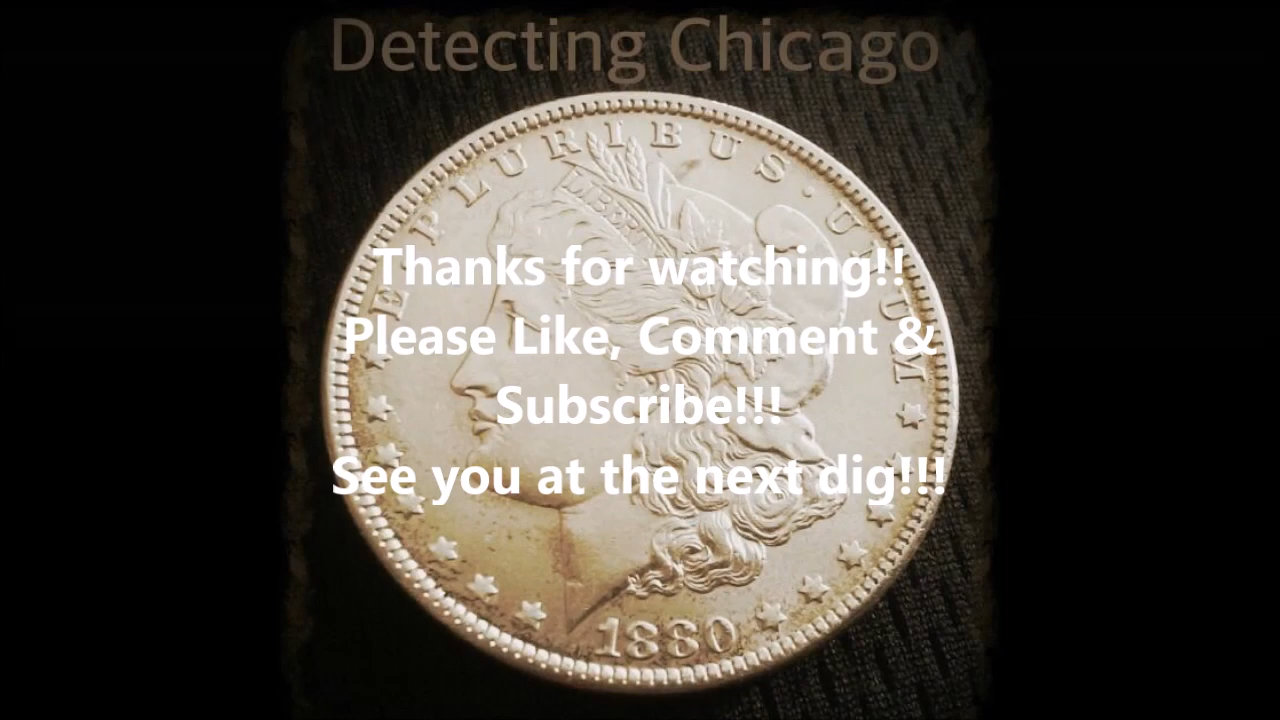 Detecting Chicago
E PLURIBUS · UNUM
LIBERTY
Thanks for watching!!
Please Like, Comment &
Subscribe!!!
See you at the next dig!!!
1880